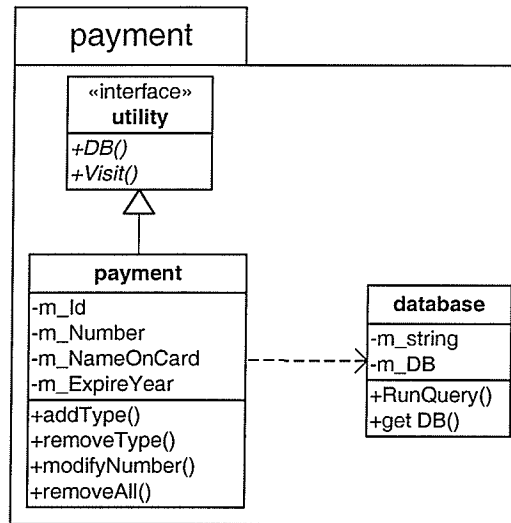 payment
«interface»
utility
+DB()
+Visit()
payment
-m_Id
-m_Number
-m_NameOnCard
-m_ExpireYear
+addType()
+removeType()
+modifyNumber()
+removeAll()
database
-m_string
-m_DB
+RunQuery()
+get DB()